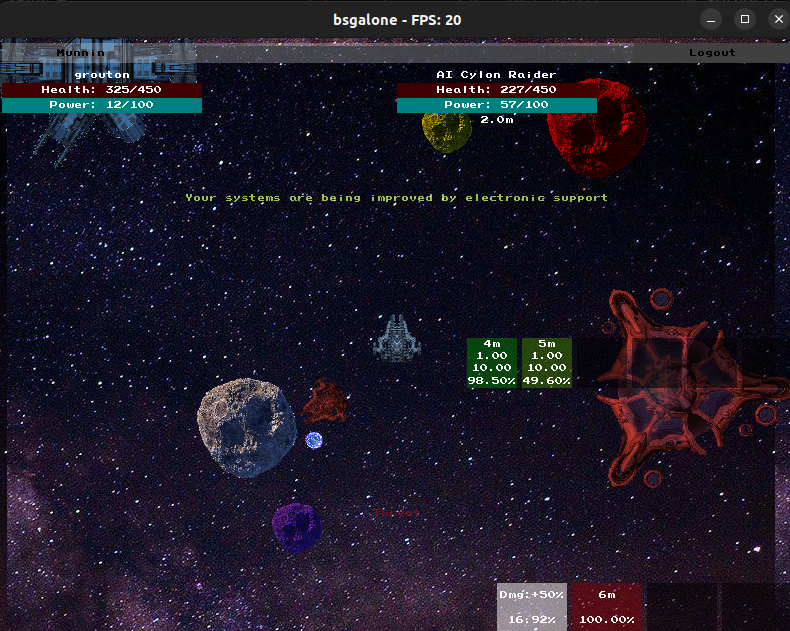 bsgalone - FPS: 20
Munnin
Logout
grouton
Health: 325/450
Power: 12/100
AI Cylon Raider
Health: 227/450
Power: 57/100
2.0m
Your systems are being improved by electronic support
4m
1.00
10.00
98.50%
5m
1.00
10.00
49.60%
Dmg:+50%
16.92%
6m
100.00%